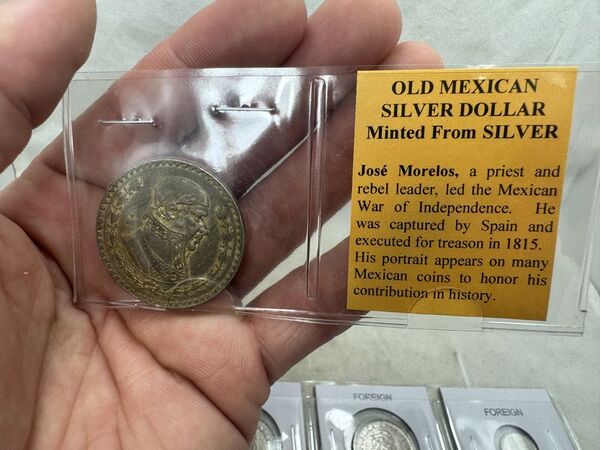 OLD MEXICAN
SILVER DOLLAR
Minted From SILVER
José Morelos, a priest and
rebel leader, led the Mexican
War of Independence. He
was captured by Spain and
executed for treason in 1815.
His portrait appears on many
Mexican coins to honor his
contribution in history.
FOREIGN
FOREIGN